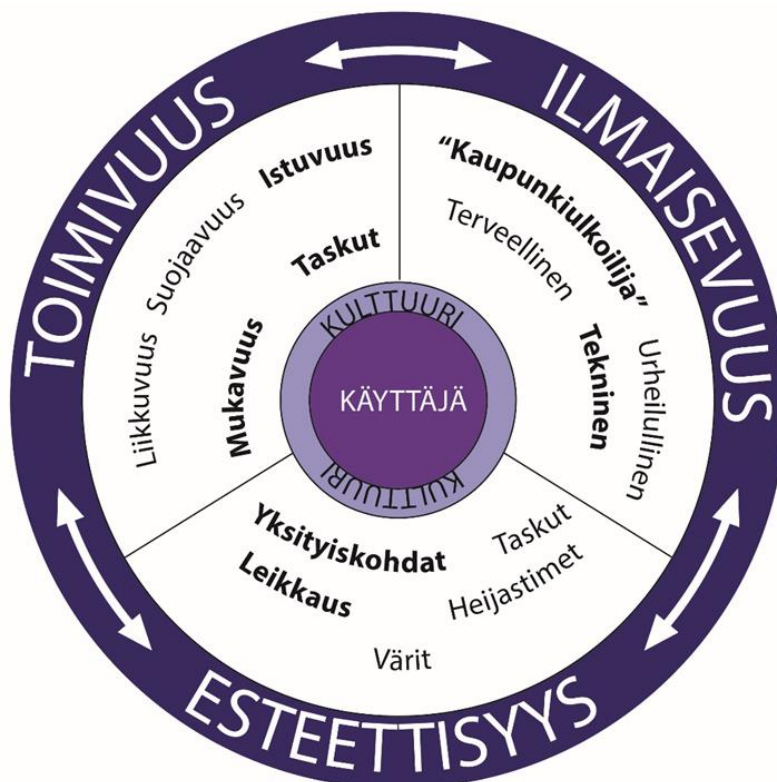 TOIMIVUUS
ILMAISEVUUS
ESTEETTISYYS
Istuvuus
Suojaavuus
Taskut
Liikkuvuus
Mukavuus
“Kaupunkiulkoilija”
Terveellinen
Tekninen
Urheilullinen
KULTTUURI
KÄYTTÄJÄ
KULTTUURI
Yksityiskohdat
Leikkaus
Taskut
Heijastimet
Värit